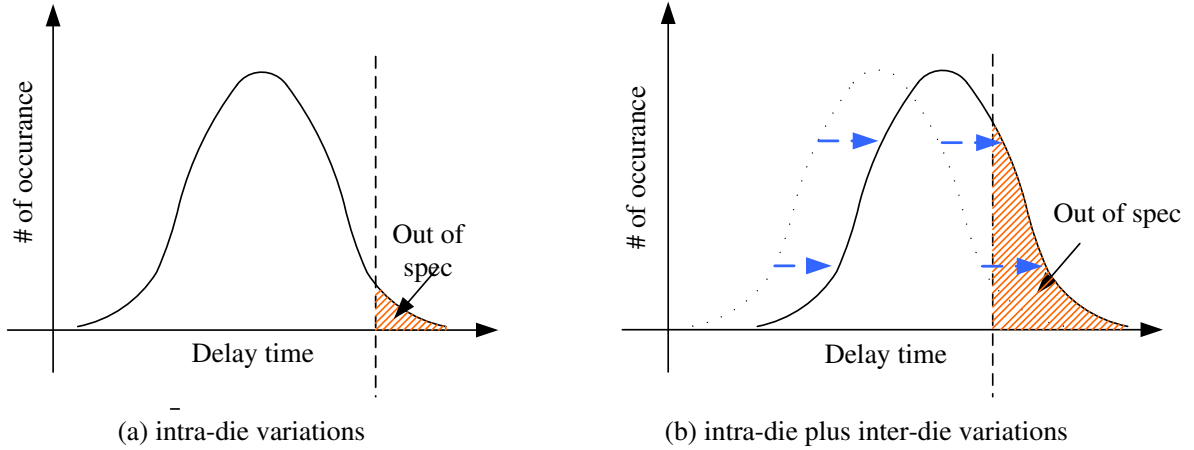 # of occurance
Out of
spec
Delay time
(a) intra-die variations
# of occurance
Out of spec
Delay time
(b) intra-die plus inter-die variations